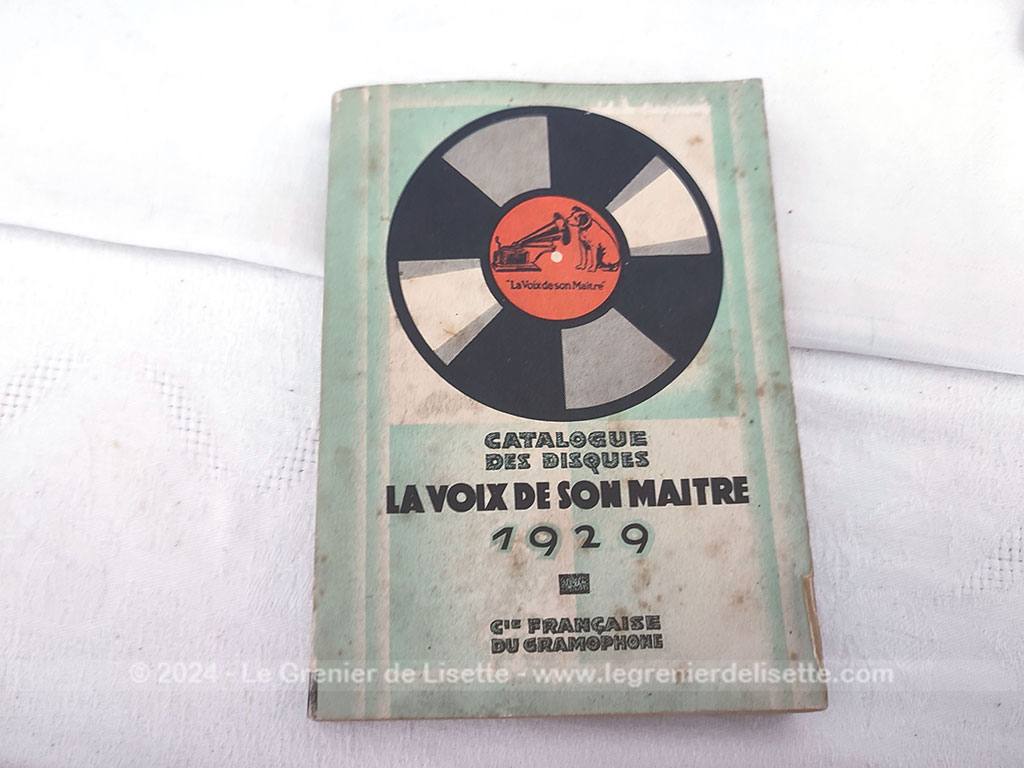 "La Voix de son Maître"
CATALOGUE
DES DISQUES
LA VOIX DE SON MAITRE
1929
Cie FRANÇAISE
DU GRAMOPHONE
© 2024 - Le Grenier de Lisette - www.legrenierdelisette.com